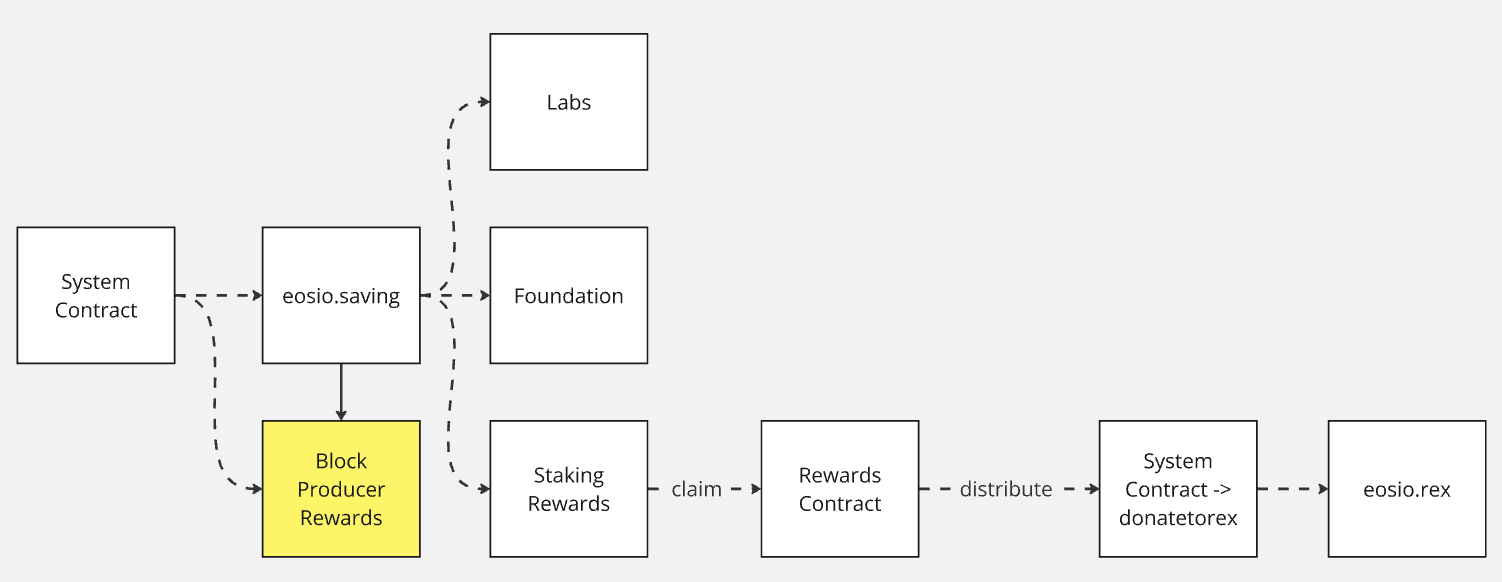 Labs
System
Contract
eosio.saving
Foundation
Block
Producer
Rewards
Staking
Rewards
claim
Rewards
Contract
distribute
System
Contract ->
donatetorex
eosio.rex